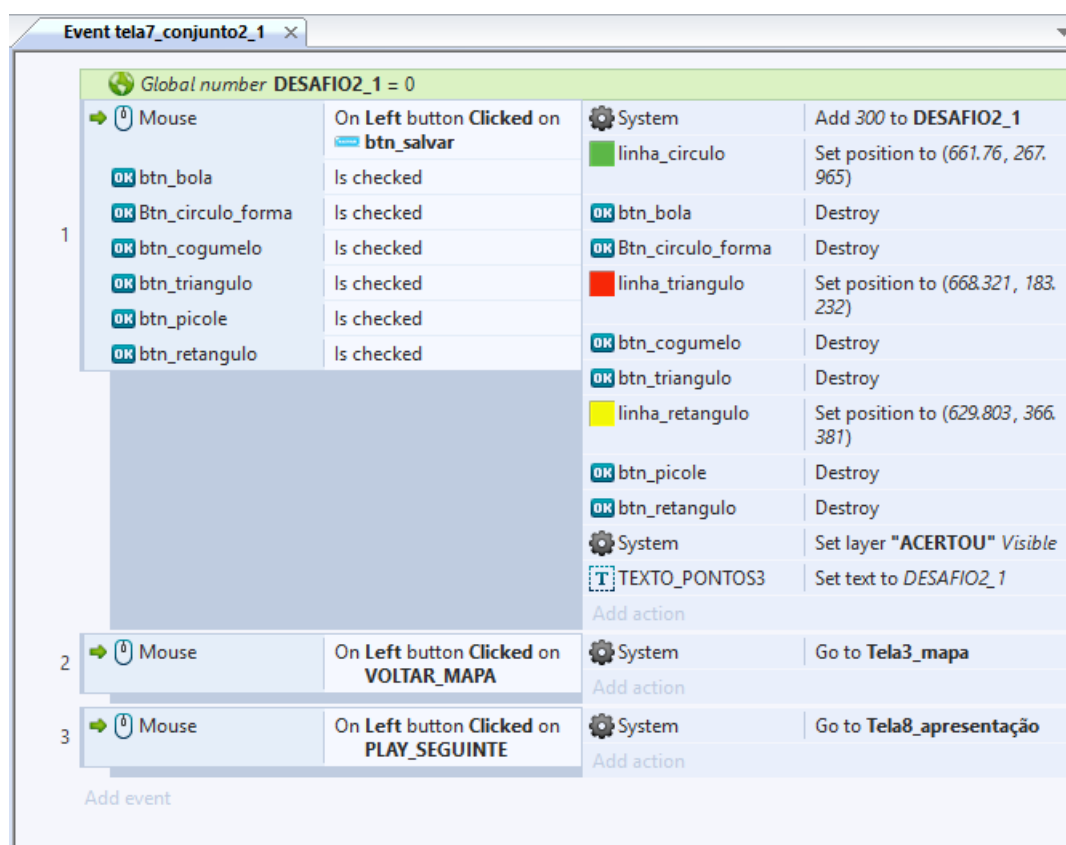 Event tela7_conjunto2_1
Global number DESAFIO2_1 = 0
1
Mouse On Left button Clicked on
btn_salvar
btn_bola Is checked
Btn_circulo_forma Is checked
btn_cogumelo Is checked
btn_triangulo Is checked
btn_picole Is checked
btn_retangulo Is checked
System Add 300 to DESAFIO2_1
linha_circulo Set position to (661.76, 267.
965)
OK btn_bola Destroy
OK Btn_circulo_forma Destroy
linha_triangulo Set position to (668.321, 183.
232)
OK btn_cogumelo Destroy
OK btn_triangulo Destroy
linha_retangulo Set position to (629.803, 366.
381)
OK btn_picole Destroy
OK btn_retangulo Destroy
System Set layer "ACERTOU" Visible
T TEXTO_PONTOS3 Set text to DESAFIO2_1
Add action
2
Mouse On Left button Clicked on
VOLTAR_MAPA
System Go to Tela3_mapa
Add action
3
Mouse On Left button Clicked on
PLAY_SEGUINTE
System Go to Tela8_apresentação
Add action
Add event